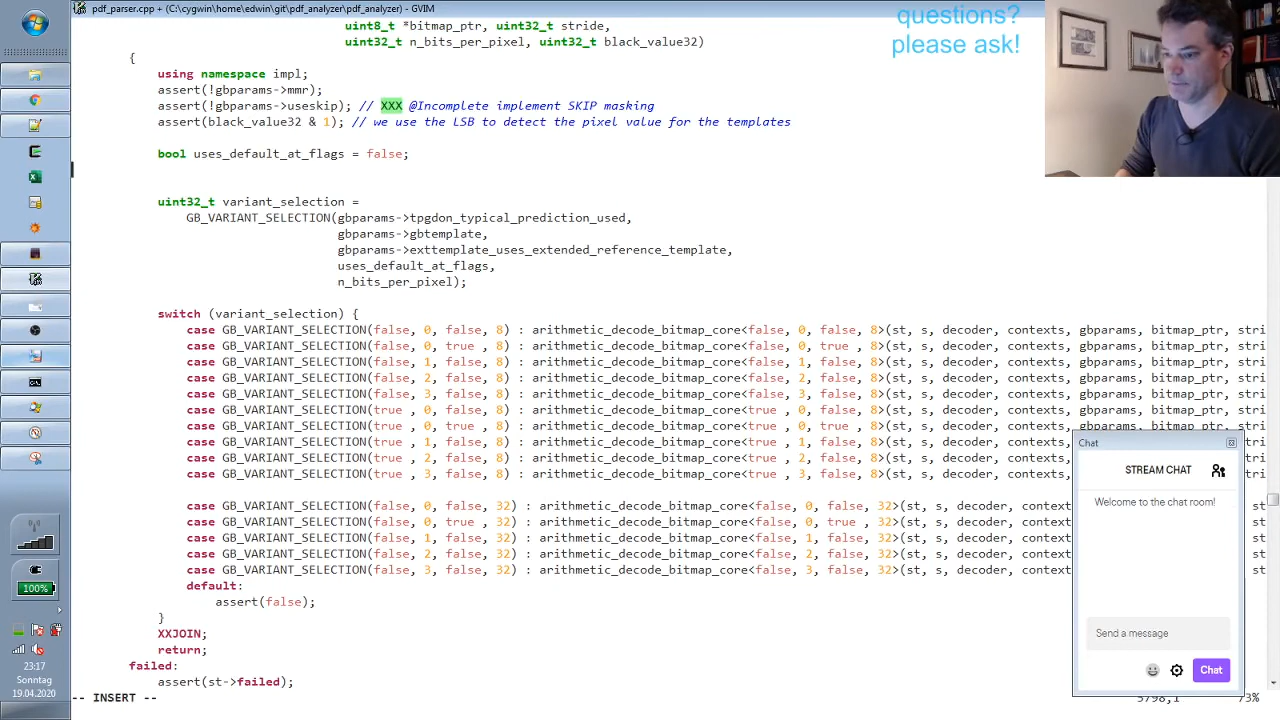 pdf_parser.cpp + (C:\cygwin\home\edwin\git\pdf_analyzer\pdf_analyzer) - GVIM
questions?
please ask!
uint8_t *bitmap_ptr, uint32_t stride,
uint32_t n_bits_per_pixel, uint32_t black_value32)
{
using namespace impl;
assert(!gbparams->mmr);
assert(!gbparams->useskip); // XXX @Incomplete implement SKIP masking
assert(black_value32 & 1); // we use the LSB to detect the pixel value for the templates
bool uses_default_at_flags = false;
uint32_t variant_selection =
GB_VARIANT_SELECTION(gbparams->tpgdon_typical_prediction_used,
gbparams->gbtemplate,
gbparams->exttemplate_uses_extended_reference_template,
uses_default_at_flags,
n_bits_per_pixel);
switch (variant_selection) {
case GB_VARIANT_SELECTION(false, 0, false, 8) : arithmetic_decode_bitmap_core<false, 0, false, 8>(st, s, decoder, contexts, gbparams, bitmap_ptr, stri
case GB_VARIANT_SELECTION(false, 0, true , 8) : arithmetic_decode_bitmap_core<false, 0, true , 8>(st, s, decoder, contexts, gbparams, bitmap_ptr, stri
case GB_VARIANT_SELECTION(false, 1, false, 8) : arithmetic_decode_bitmap_core<false, 1, false, 8>(st, s, decoder, contexts, gbparams, bitmap_ptr, stri
case GB_VARIANT_SELECTION(false, 2, false, 8) : arithmetic_decode_bitmap_core<false, 2, false, 8>(st, s, decoder, contexts, gbparams, bitmap_ptr, stri
case GB_VARIANT_SELECTION(false, 3, false, 8) : arithmetic_decode_bitmap_core<false, 3, false, 8>(st, s, decoder, contexts, gbparams, bitmap_ptr, stri
case GB_VARIANT_SELECTION(true , 0, false, 8) : arithmetic_decode_bitmap_core<true , 0, false, 8>(st, s, decoder, contexts, gbparams, bitmap_ptr, stri
case GB_VARIANT_SELECTION(true , 0, true , 8) : arithmetic_decode_bitmap_core<true , 0, true , 8>(st, s, decoder, contexts, gbparams, bitmap_ptr, stri
case GB_VARIANT_SELECTION(true , 1, false, 8) : arithmetic_decode_bitmap_core<true , 1, false, 8>(st, s, decoder, contexts,
case GB_VARIANT_SELECTION(true , 2, false, 8) : arithmetic_decode_bitmap_core<true , 2, false, 8>(st, s, decoder, contexts,
case GB_VARIANT_SELECTION(true , 3, false, 8) : arithmetic_decode_bitmap_core<true , 3, false, 8>(st, s, decoder, contexts,
case GB_VARIANT_SELECTION(false, 0, false, 32) : arithmetic_decode_bitmap_core<false, 0, false, 32>(st, s, decoder, context st
case GB_VARIANT_SELECTION(false, 0, true , 32) : arithmetic_decode_bitmap_core<false, 0, true , 32>(st, s, decoder, context st
case GB_VARIANT_SELECTION(false, 1, false, 32) : arithmetic_decode_bitmap_core<false, 1, false, 32>(st, s, decoder, context st
case GB_VARIANT_SELECTION(false, 2, false, 32) : arithmetic_decode_bitmap_core<false, 2, false, 32>(st, s, decoder, context st
case GB_VARIANT_SELECTION(false, 3, false, 32) : arithmetic_decode_bitmap_core<false, 3, false, 32>(st, s, decoder, context st
default:
assert(false);
}
XXJOIN;
return;
failed:
assert(st->failed);
-- INSERT --
3798,1 73%
Chat
STREAM CHAT
Welcome to the chat room!
Send a message
Chat
100%
23:17
Sonntag
19.04.2020